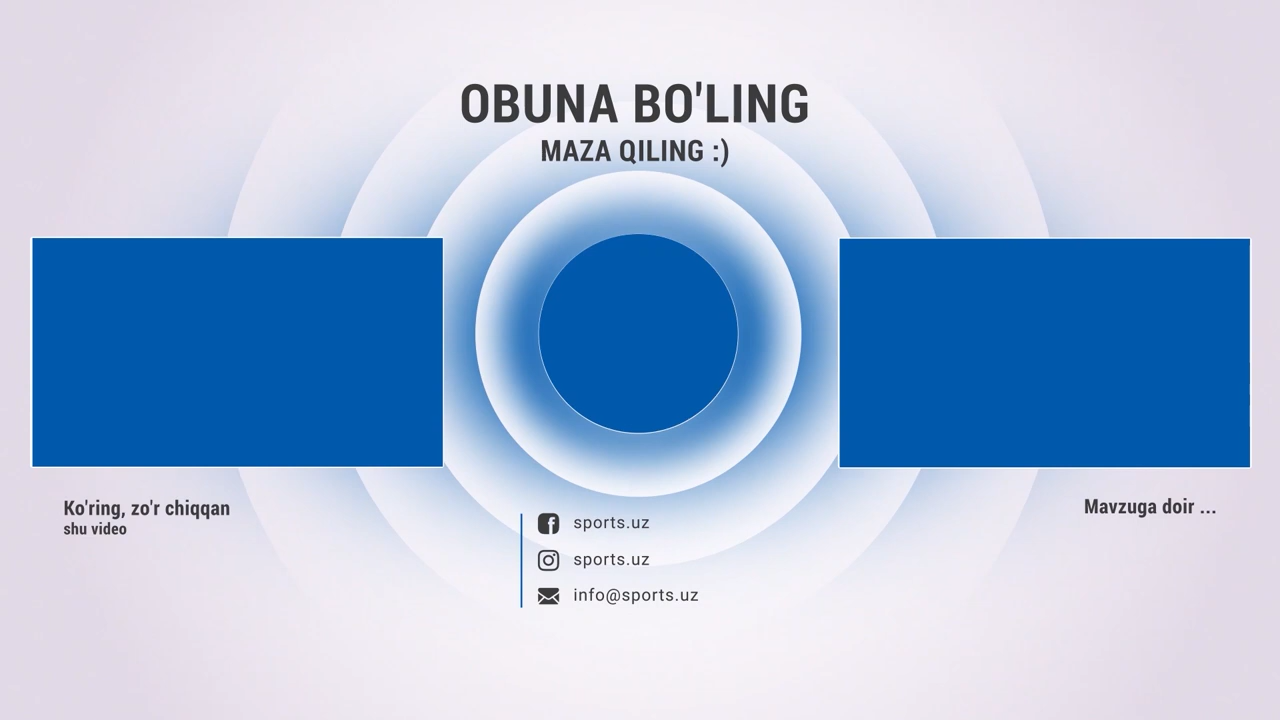 OBUNA BO'LING
MAZA QILING :)
Ko'ring, zo'r chiqqan
shu video
Mavzuga doir ...
sports.uz
sports.uz
info@sports.uz